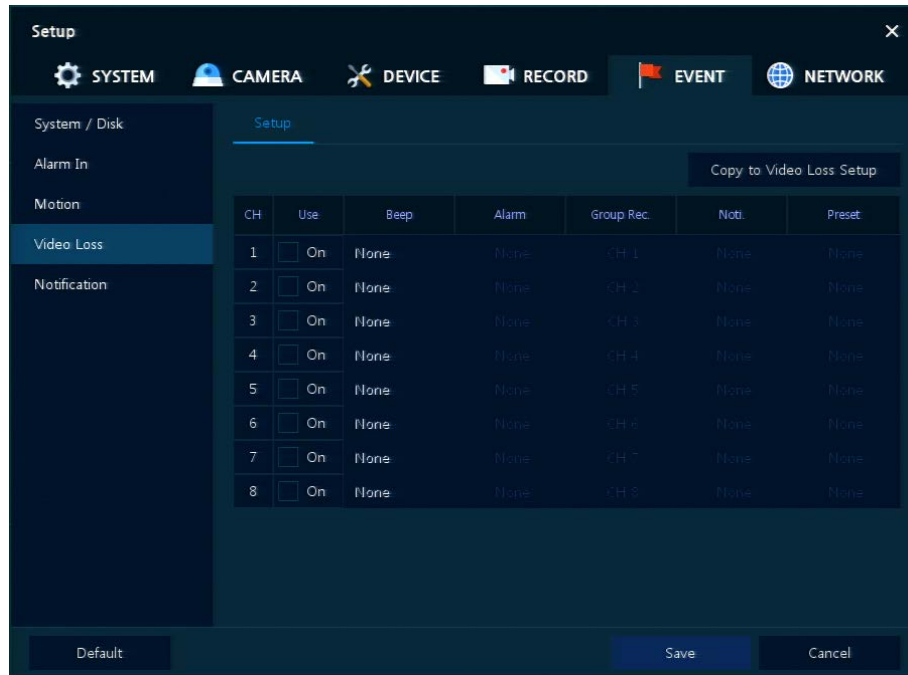 Setup
SYSTEM CAMERA DEVICE RECORD EVENT NETWORK
System / Disk
Alarm In
Motion
Video Loss
Notification
Setup
Copy to Video Loss Setup
CH Use Beep Alarm Group Rec. Noti. Preset
1 On None None CH 1 None None
2 On None None CH 2 None None
3 On None None CH 3 None None
4 On None None CH 4 None None
5 On None None CH 5 None None
6 On None None CH 6 None None
7 On None None CH 7 None None
8 On None None CH 8 None None
Default Save Cancel